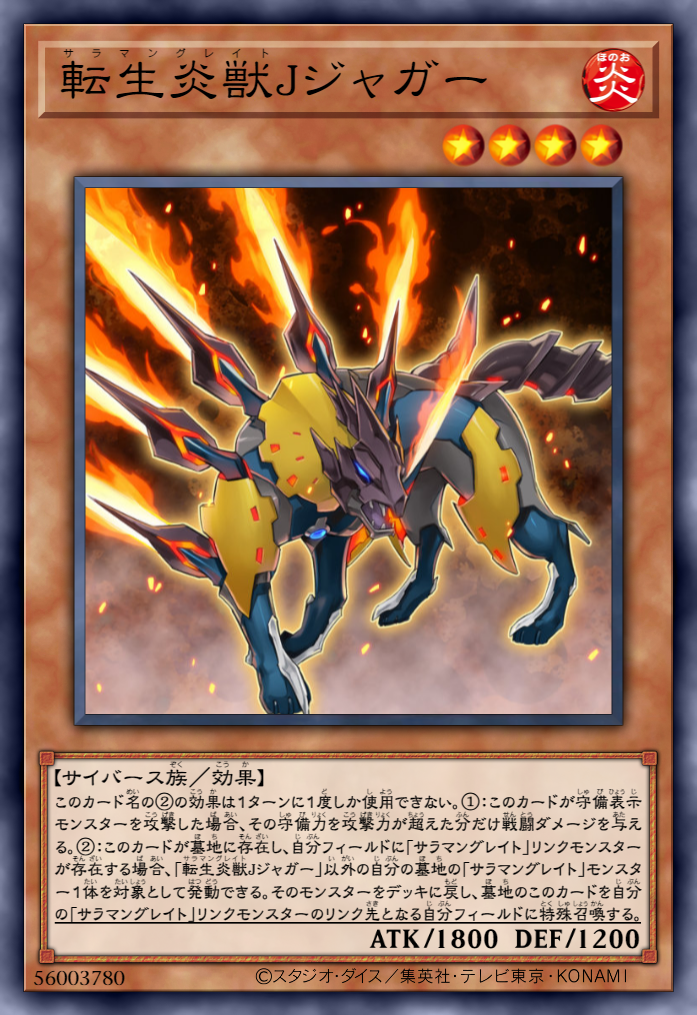 サラマングレイト
転生炎獣Jジャガー
ほのお
炎
【サイバース族／効果】
このカード名の②の効果は1ターンに1度しか使用できない。①：このカードが守備表示
モンスターを攻撃した場合、その守備力を攻撃力が超えた分だけ戦闘ダメージを与え
る。②：このカードが墓地に存在し、自分フィールドに「サラマングレイト」リンクモンスター
が存在する場合、「転生炎獣Jジャガー」以外の自分の墓地の「サラマングレイト」モンスタ
ー1体を対象として発動できる。そのモンスターをデッキに戻し、墓地のこのカードを自分
の「サラマングレイト」リンクモンスターのリンク先となる自分フィールドに特殊召喚する。
ATK/1800 DEF/1200
56003780 ©スタジオ・ダイス／集英社・テレビ東京・KONAMI